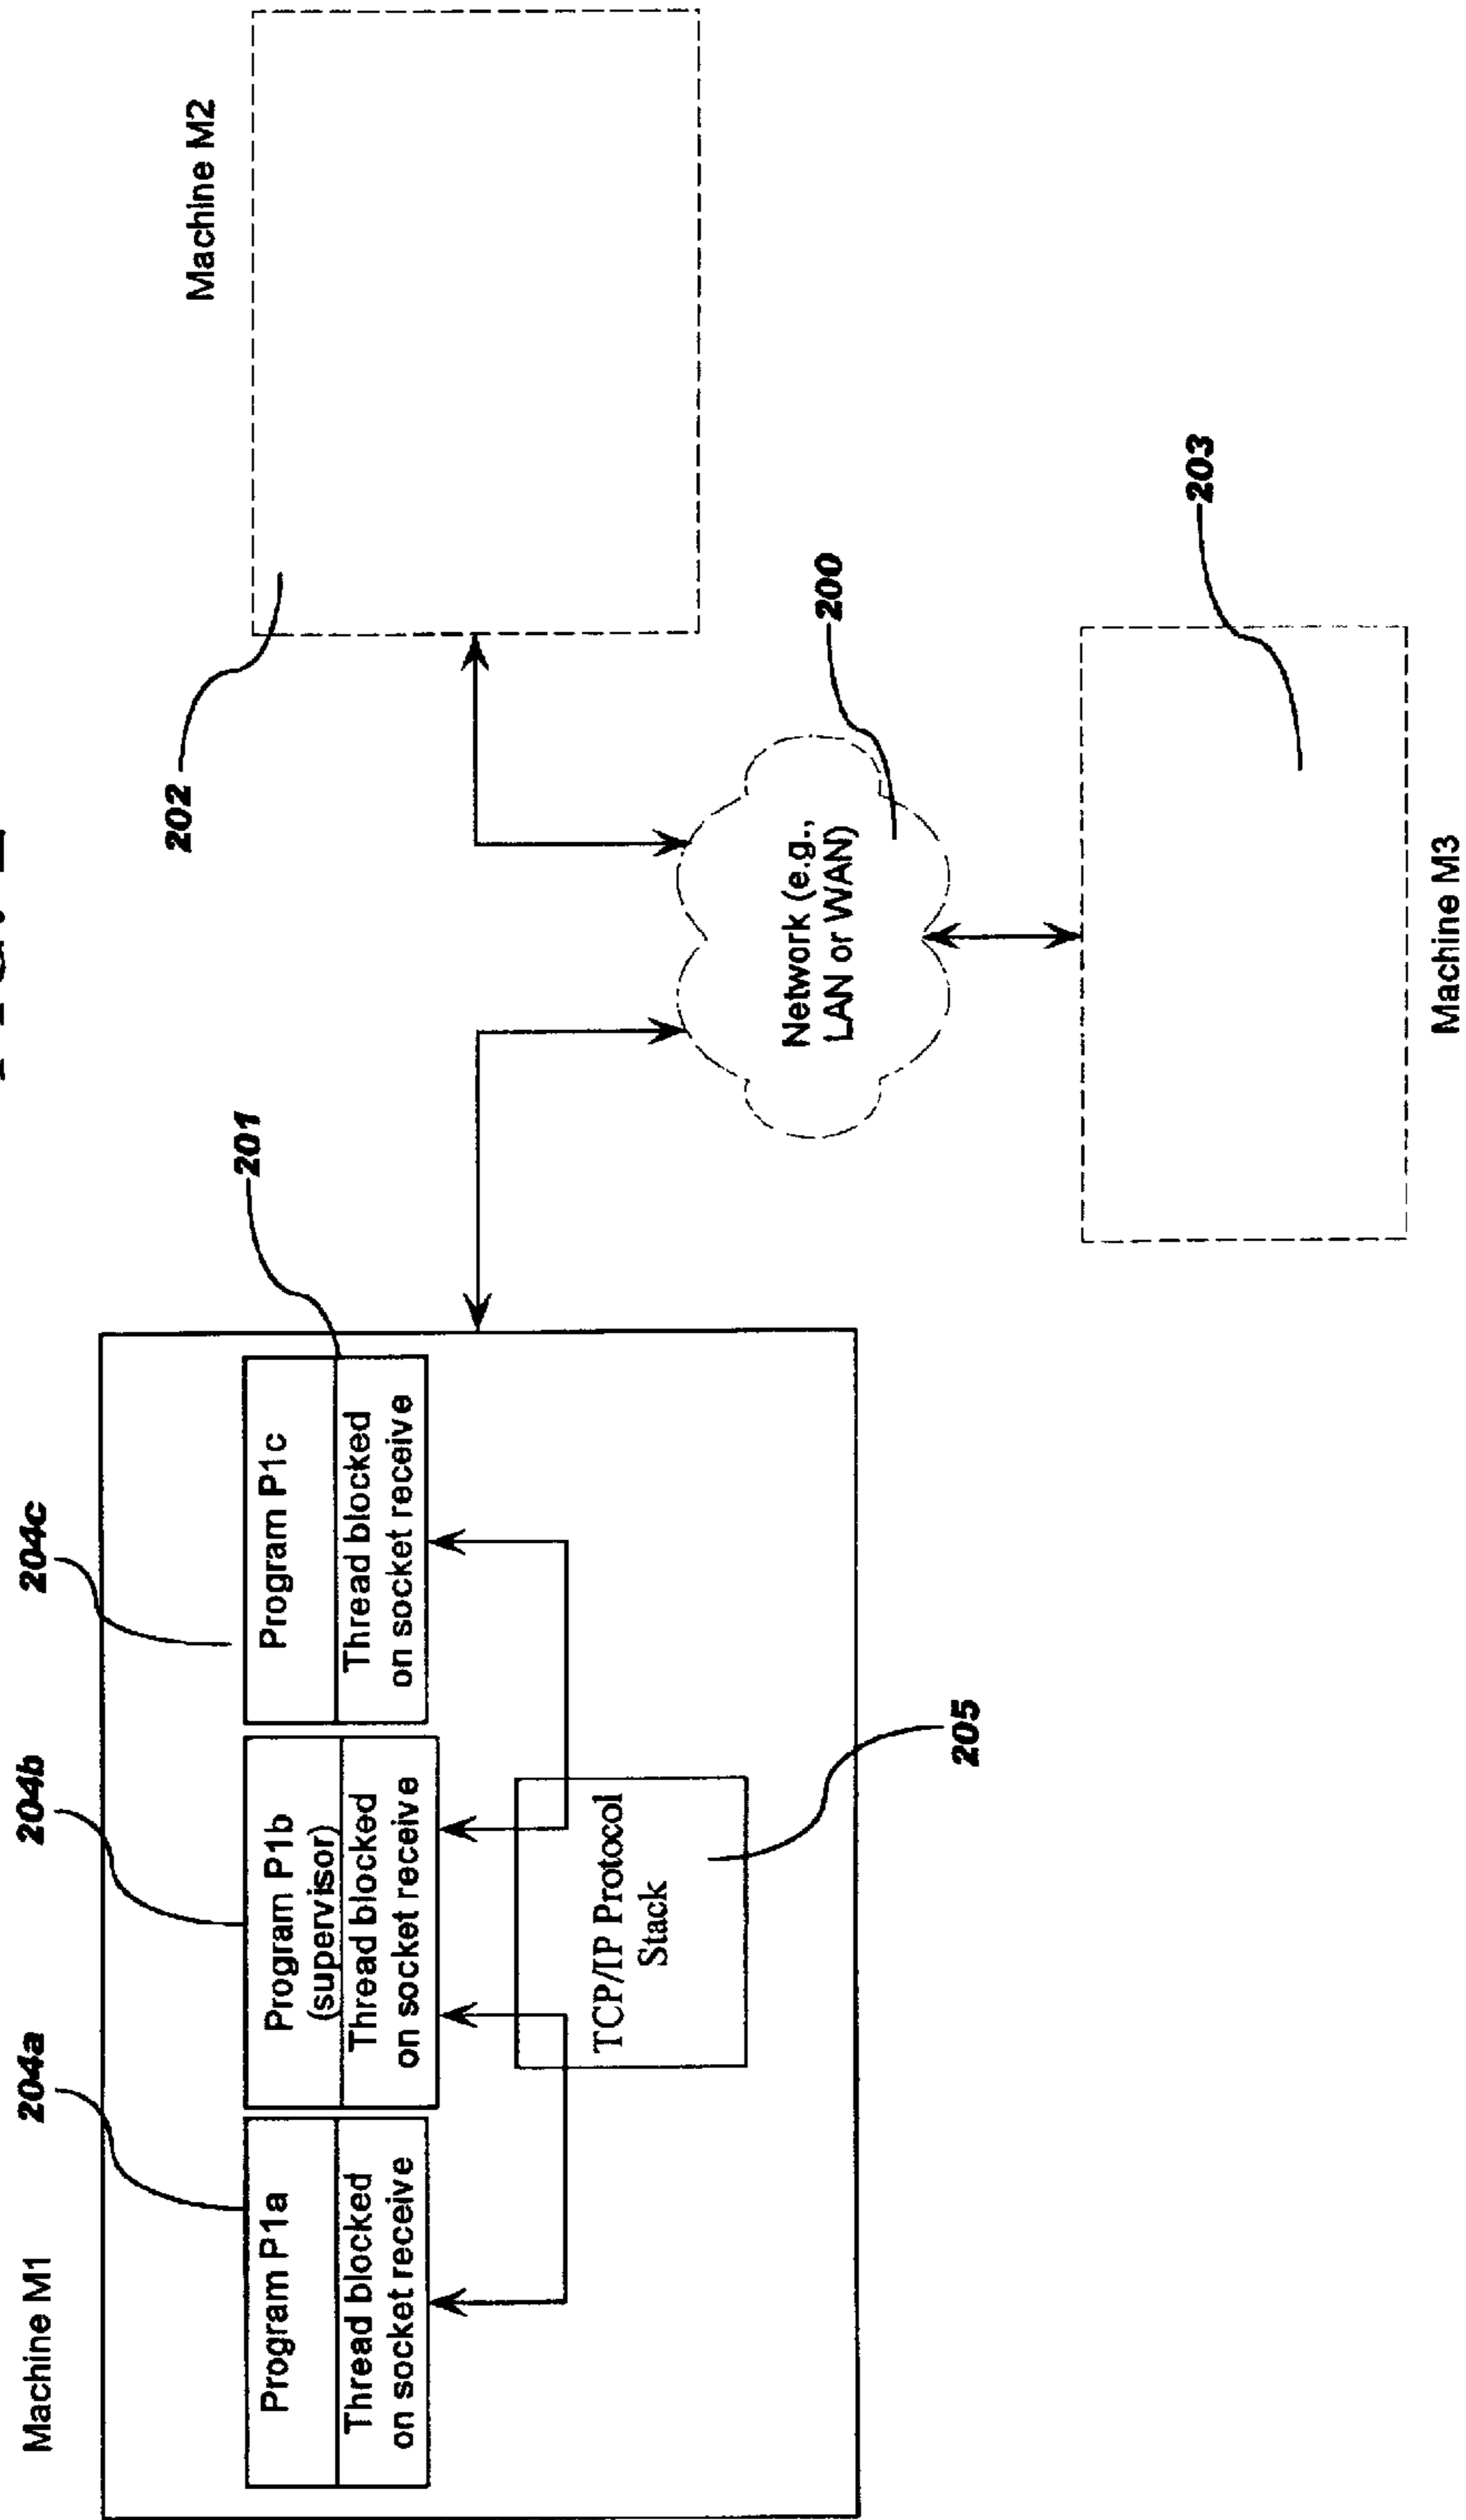 Machine M1
204a
204b
204c
Program P1a
Thread blocked
on socket receive
Program P1b
(supervisor)
Thread blocked
on socket receive
Program P1c
Thread blocked
on socket receive
201
TCP/IP Protocol
Stack
205
202
Machine M2
Network (e.g.,
LAN or WAN)
200
203
Machine M3